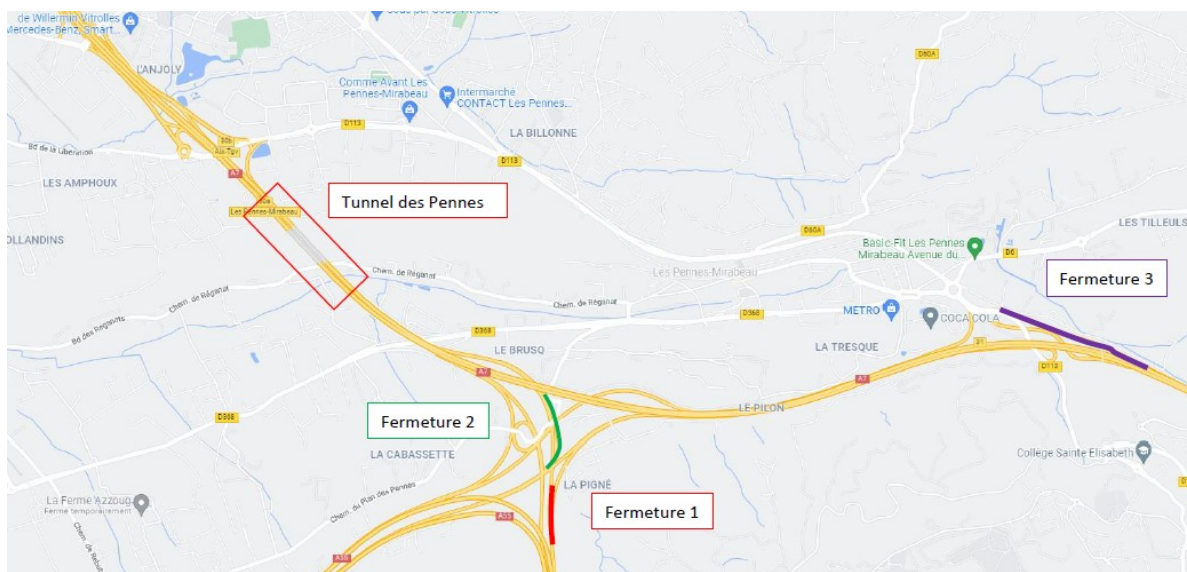 de Willermin Vitrolles
Mercedes-Benz, Smart...
L'ANJOLY
Comme Avant Les
Pennes-Mirabeau
Intermarché
CONTACT Les Pennes...
D60A
D113
LA BILLONNE
Bd de la Libération
A7
D113
LES AMPHOUX
Les Pennes-Mirabeau
Tunnel des Pennes
LES TILLEULS
D60A
Basic-Fit Les Pennes
Mirabeau Avenue du...
D6
Chem. de Réganat
Les Pennes-Mirabeau
Fermeture 3
Chem. de Réganat
Chem. de Réganat
METRO
COCA COLA
Bd des Réganats
D368
D368
LE BRUSQ
LA TRESQUE
31
D113
A7
A7
LE PILON
D368
Fermeture 2
LA CABASSETTE
Collège Sainte Elisabeth
La Ferme Azzoug
Fermé temporairement
Chem. du Plan des Pennes
LA PIGNÉ
Fermeture 1
A55
A55